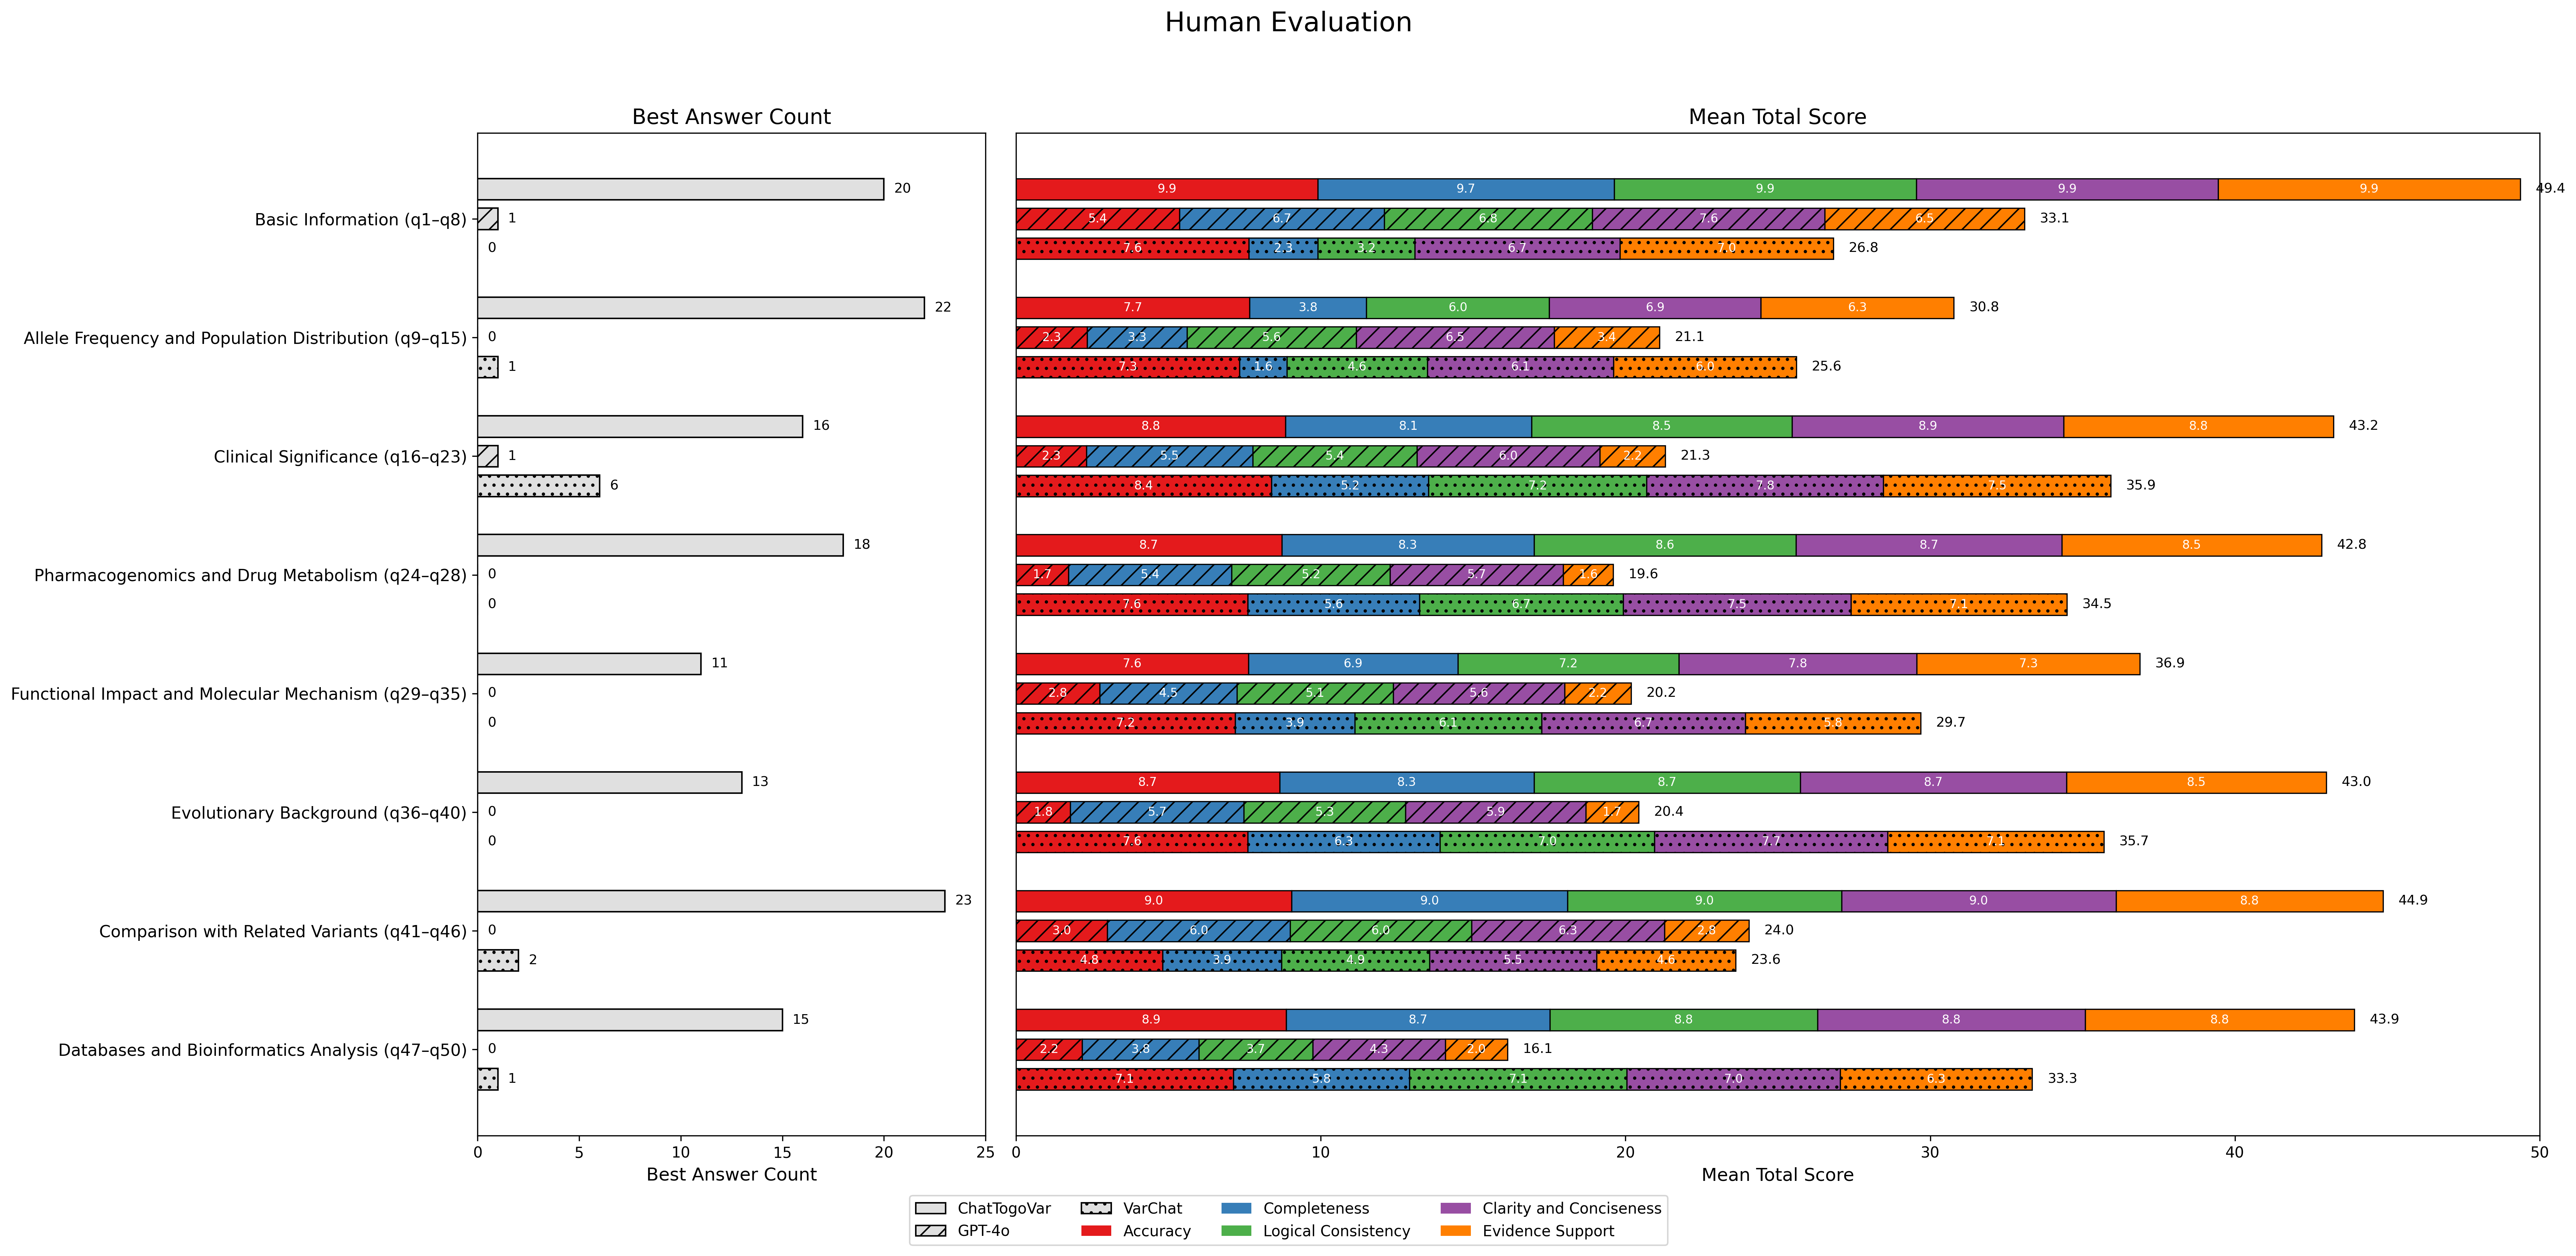 Human Evaluation
Best Answer Count
Mean Total Score
Basic Information (q1–q8)
20
1
0
9.9 9.7 9.9 9.9 9.9 49.4
5.4 6.7 6.8 7.6 6.5 33.1
7.6 2.3 3.2 6.7 7.0 26.8
Allele Frequency and Population Distribution (q9–q15)
22
0
1
7.7 3.8 6.0 6.9 6.3 30.8
2.3 3.3 5.6 6.5 3.4 21.1
7.3 1.6 4.6 6.1 6.0 25.6
Clinical Significance (q16–q23)
16
1
6
8.8 8.1 8.5 8.9 8.8 43.2
2.3 5.5 5.4 6.0 2.2 21.3
8.4 5.2 7.2 7.8 7.5 35.9
Pharmacogenomics and Drug Metabolism (q24–q28)
18
0
0
8.7 8.3 8.6 8.7 8.5 42.8
1.7 5.4 5.2 5.7 1.6 19.6
7.6 5.6 6.7 7.5 7.1 34.5
Functional Impact and Molecular Mechanism (q29–q35)
11
0
0
7.6 6.9 7.2 7.8 7.3 36.9
2.8 4.5 5.1 5.6 2.2 20.2
7.2 3.9 6.1 6.7 5.8 29.7
Evolutionary Background (q36–q40)
13
0
0
8.7 8.3 8.7 8.7 8.5 43.0
1.8 5.7 5.3 5.9 1.7 20.4
7.6 6.3 7.0 7.7 7.1 35.7
Comparison with Related Variants (q41–q46)
23
0
2
9.0 9.0 9.0 9.0 8.8 44.9
3.0 6.0 6.0 6.3 2.8 24.0
4.8 3.9 4.9 5.5 4.6 23.6
Databases and Bioinformatics Analysis (q47–q50)
15
0
1
8.9 8.7 8.8 8.8 8.8 43.9
2.2 3.8 3.7 4.3 2.0 16.1
7.1 5.8 7.1 7.0 6.3 33.3
0 5 10 15 20 25
Best Answer Count
0 10 20 30 40 50
Mean Total Score
ChatTogoVar
GPT-4o
VarChat
Accuracy
Completeness
Logical Consistency
Clarity and Conciseness
Evidence Support